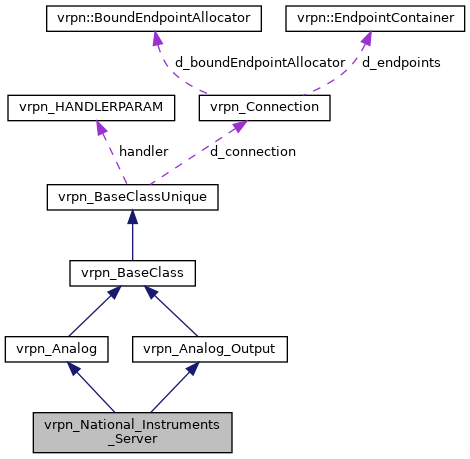 vrpn::BoundEndpointAllocator
vrpn::EndpointContainer
d_boundEndpointAllocator
d_endpoints
vrpn_HANDLERPARAM
vrpn_Connection
handler
d_connection
vrpn_BaseClassUnique
vrpn_BaseClass
vrpn_Analog
vrpn_Analog_Output
vrpn_National_Instruments
_Server